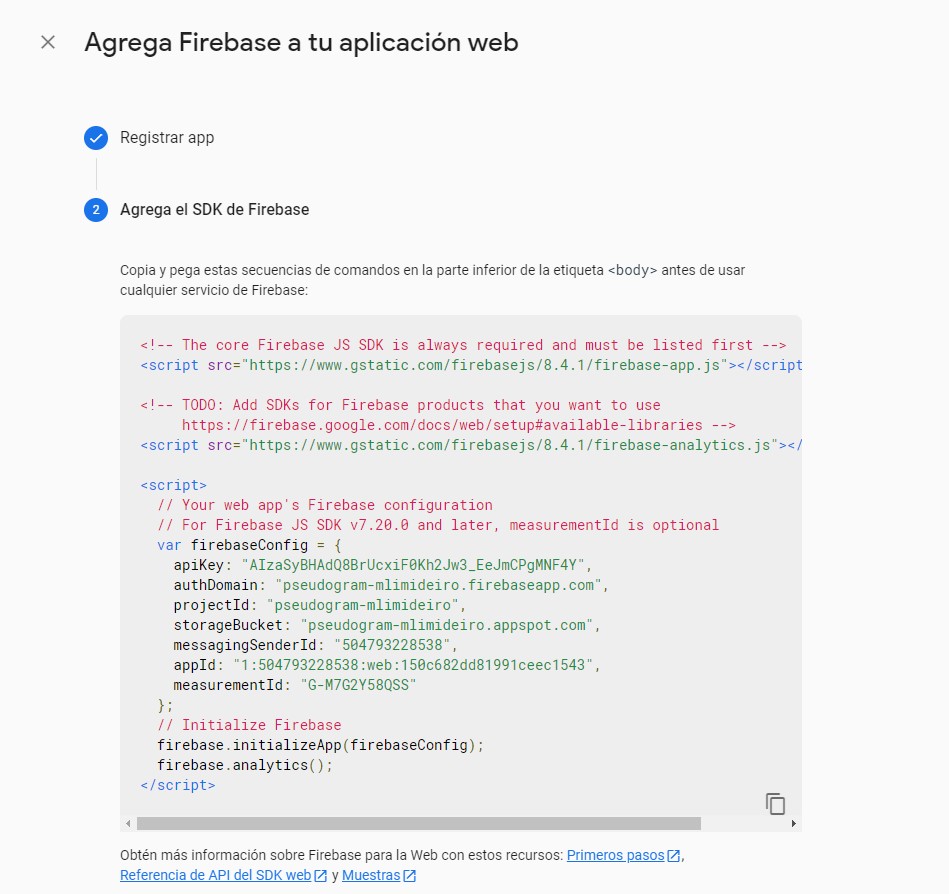 Agrega Firebase a tu aplicación web
Registrar app
2 Agrega el SDK de Firebase
Copia y pega estas secuencias de comandos en la parte inferior de la etiqueta <body> antes de usar
cualquier servicio de Firebase:
<!-- The core Firebase JS SDK is always required and must be listed first -->
<script src="https://www.gstatic.com/firebasejs/8.4.1/firebase-app.js"></script
<!-- TODO: Add SDKs for Firebase products that you want to use
https://firebase.google.com/docs/web/setup#available-libraries -->
<script src="https://www.gstatic.com/firebasejs/8.4.1/firebase-analytics.js"></
<script>
// Your web app's Firebase configuration
// For Firebase JS SDK v7.20.0 and later, measurementId is optional
var firebaseConfig = {
apiKey: "AIzaSyBHAdQ8BrUcxiF0Kh2Jw3_EeJmCPgMNF4Y",
authDomain: "pseudogram-mlimideiro.firebaseapp.com",
projectId: "pseudogram-mlimideiro",
storageBucket: "pseudogram-mlimideiro.appspot.com",
messagingSenderId: "504793228538",
appId: "1:504793228538:web:150c682dd81991ceec1543",
measurementId: "G-M7G2Y58QSS"
};
// Initialize Firebase
firebase.initializeApp(firebaseConfig);
firebase.analytics();
</script>
Obtén más información sobre Firebase para la Web con estos recursos: Primeros pasos,
Referencia de API del SDK web y Muestras